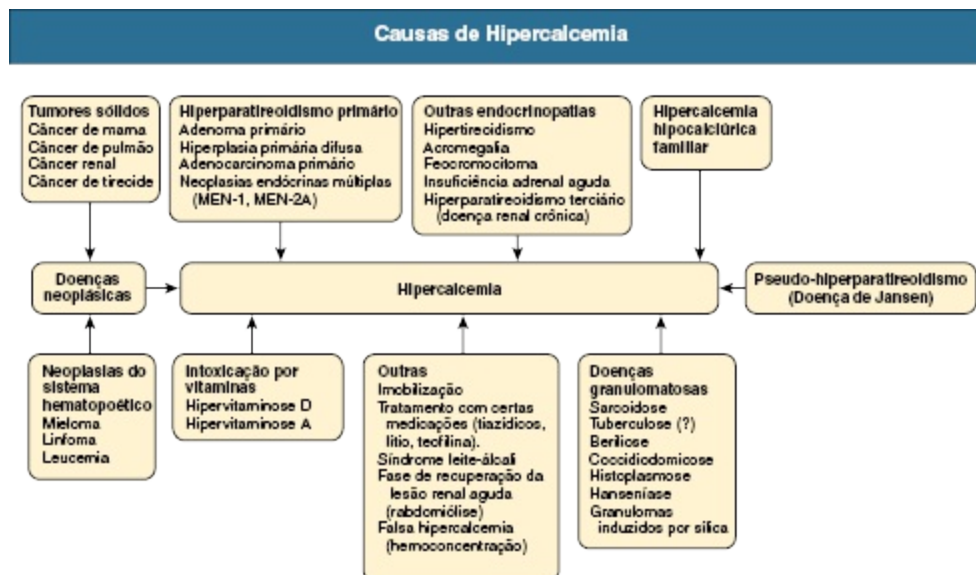 Causas de Hipercalcemia
Tumores sólidos
Câncer de mama
Câncer de pulmão
Câncer renal
Câncer de tireoide
Hiperparatireoidismo primário
Adenoma primário
Hiperplasia primária difusa
Adenocarcinoma primário
Neoplasias endócrinas múltiplas
(MEN-1, MEN-2A)
Outras endocrinopatias
Hipertireoidismo
Acromegalia
Feocromocitoma
Insuficiência adrenal aguda
Hiperparatireoidismo terciário
(doença renal crônica)
Hipercalcemia
hipocalciúrica
familiar
Doenças
neoplásicas
Hipercalcemia
Pseudo-hiperparatireoidismo
(Doença de Jansen)
Neoplasias do
sistema
hematopoético
Mieloma
Linfoma
Leucemia
Intoxicação por
vitaminas
Hipervitaminose D
Hipervitaminose A
Outras
Imobilização
Tratamento com certas
medicações (tiazídicos,
lítio, teofilina).
Síndrome leite-álcali
Fase de recuperação da
lesão renal aguda
(rabdomiólise)
Falsa hipercalcemia
(hemoconcentração)
Doenças
granulomatosas
Sarcoidose
Tuberculose (?)
Beriliose
Coccidiodomicose
Histoplasmose
Hanseníase
Granulomas
induzidos por sílica